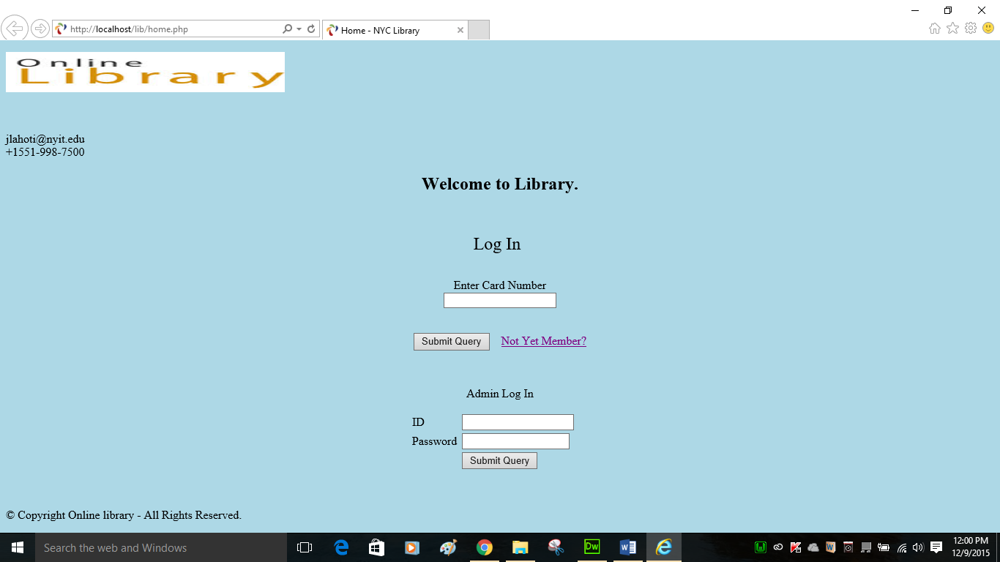 http://localhost/lib/home.php
Home - NYC Library
Online
Library
jlahoti@nyit.edu
+1551-998-7500
Welcome to Library.
Log In
Enter Card Number
Submit Query Not Yet Member?
Admin Log In
ID
Password
Submit Query
© Copyright Online library - All Rights Reserved.
Search the web and Windows
Dw
12:00 PM
12/9/2015